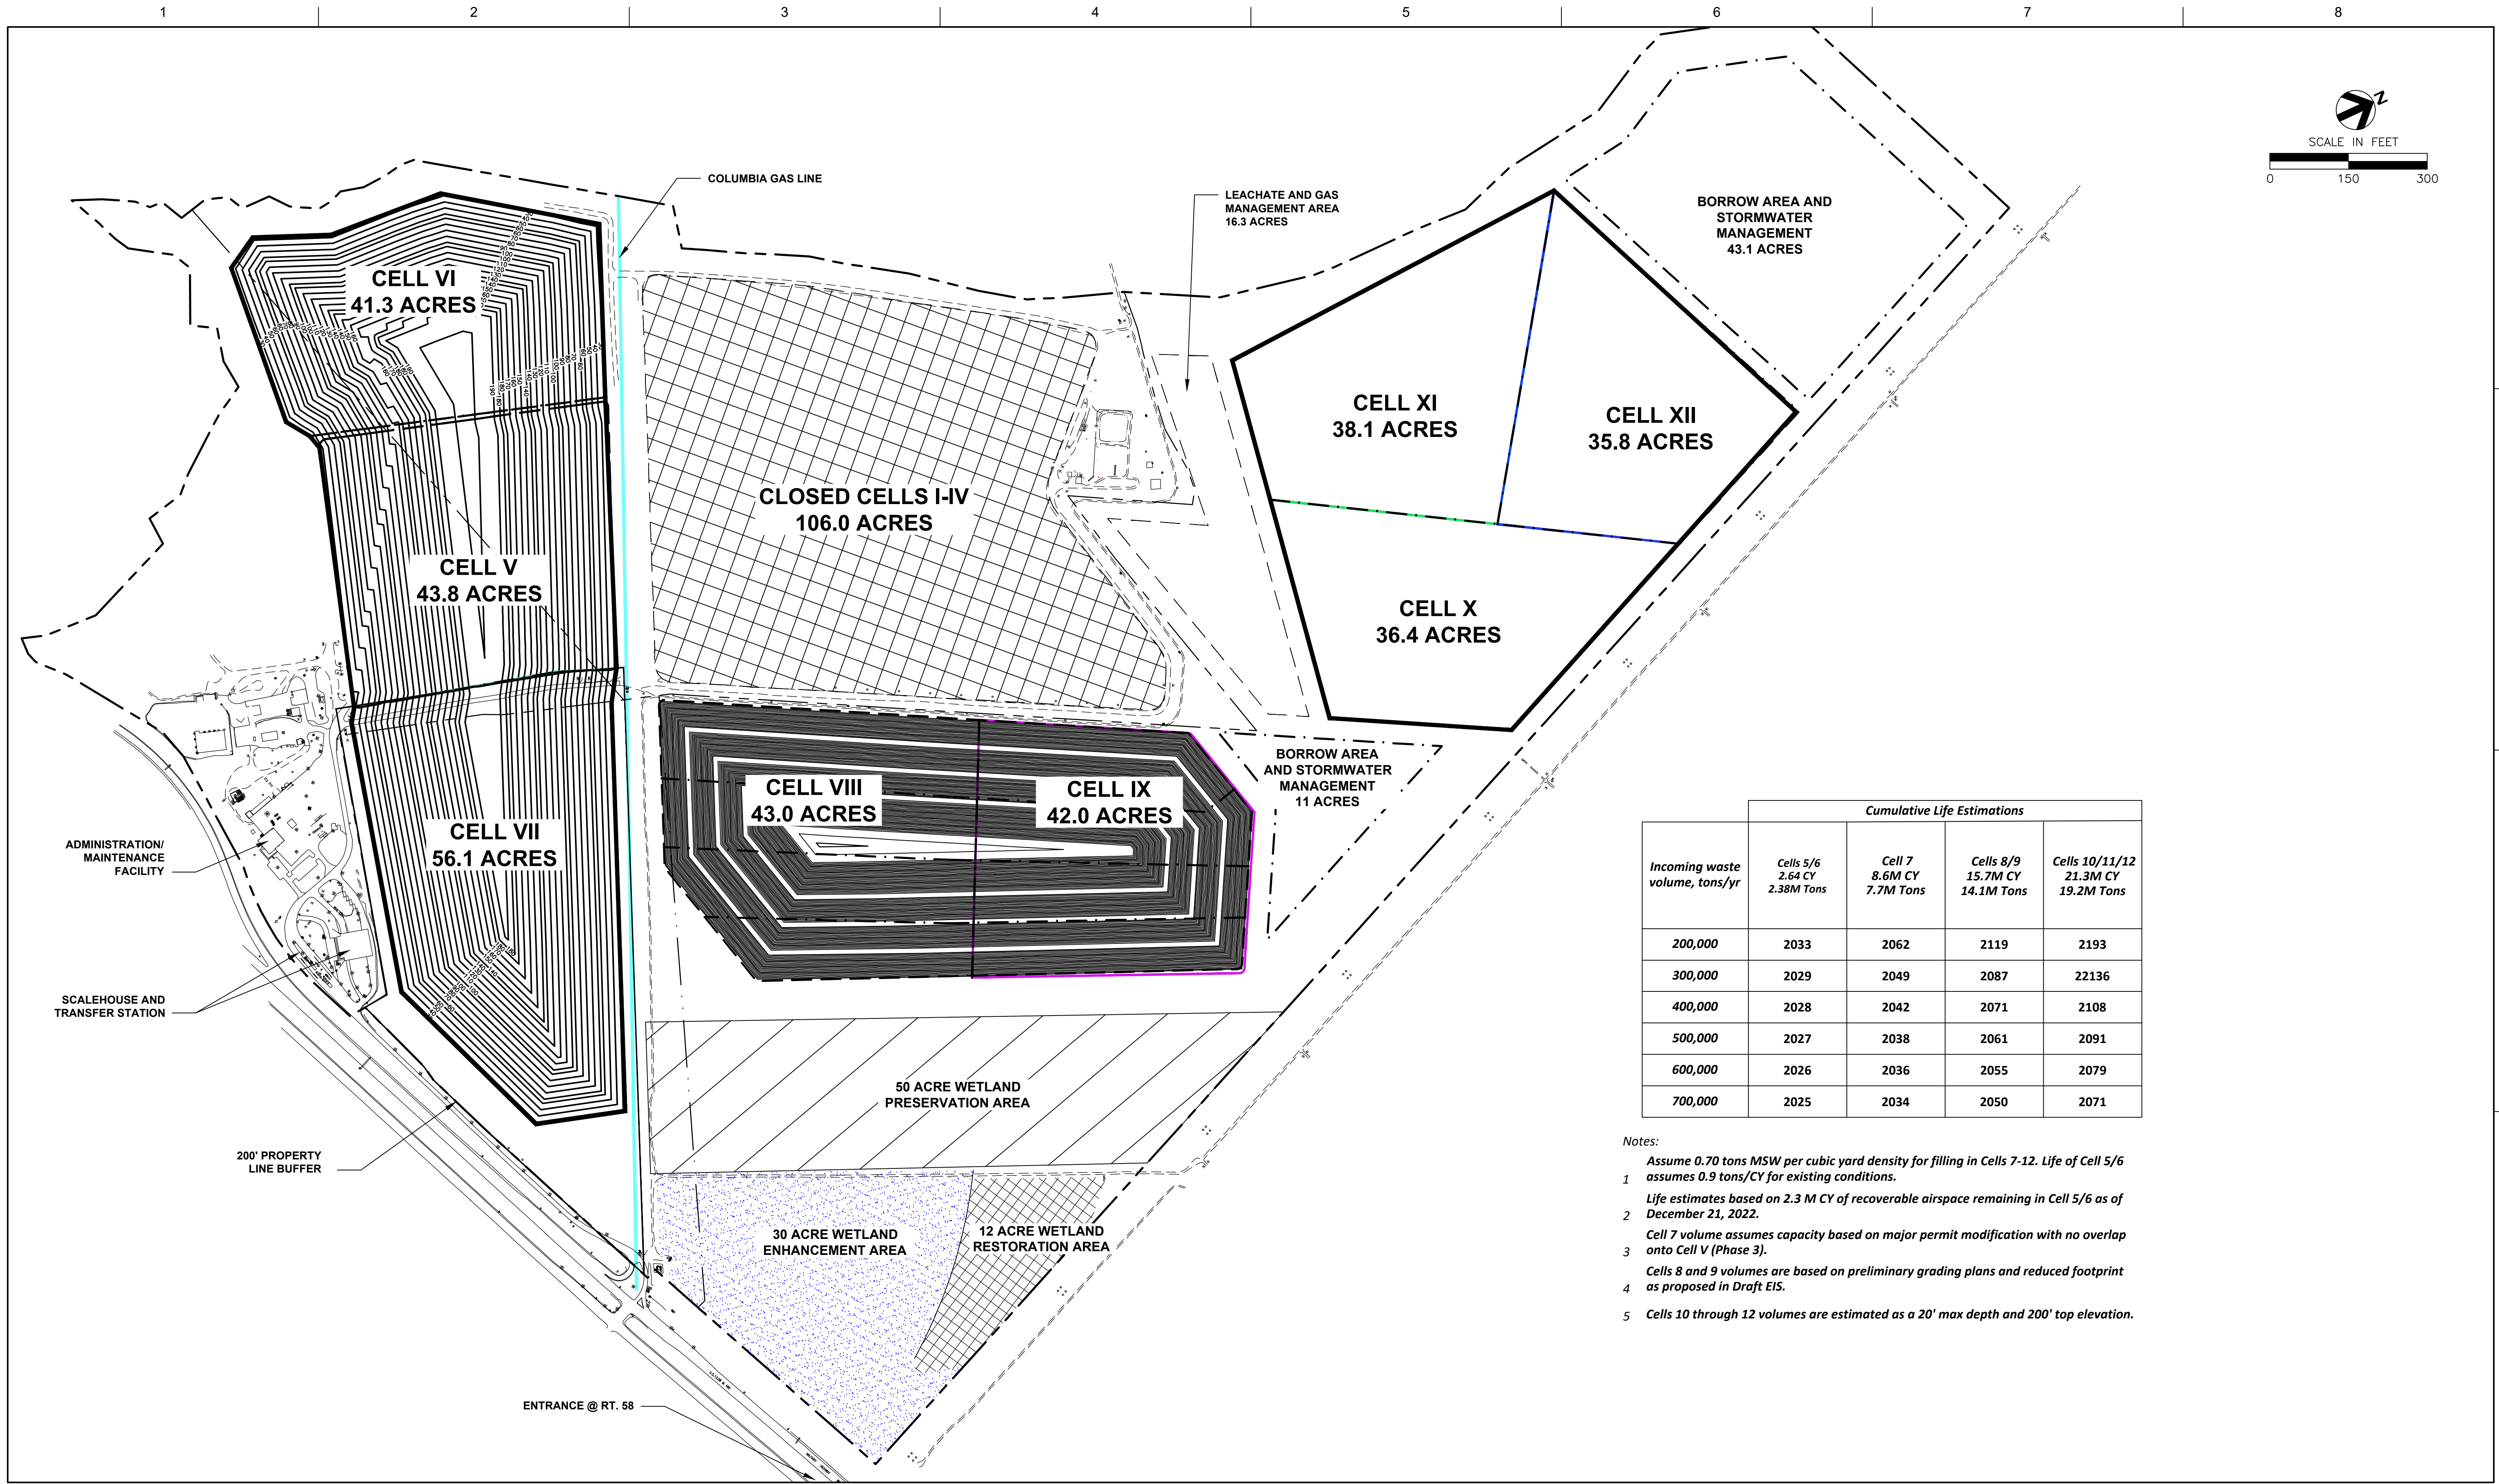 1 2 3 4 5 6 7 8
N
SCALE IN FEET
0 150 300
COLUMBIA GAS LINE
LEACHATE AND GAS
MANAGEMENT AREA
16.3 ACRES
BORROW AREA AND
STORMWATER
MANAGEMENT
43.1 ACRES
CELL VI
41.3 ACRES
CELL XI
38.1 ACRES
CELL XII
35.8 ACRES
CLOSED CELLS I-IV
106.0 ACRES
CELL V
43.8 ACRES
CELL X
36.4 ACRES
BORROW AREA
AND STORMWATER
MANAGEMENT
11 ACRES
CELL VIII
43.0 ACRES
CELL IX
42.0 ACRES
CELL VII
56.1 ACRES
ADMINISTRATION/
MAINTENANCE
FACILITY
SCALEHOUSE AND
TRANSFER STATION
200' PROPERTY
LINE BUFFER
50 ACRE WETLAND
PRESERVATION AREA
30 ACRE WETLAND
ENHANCEMENT AREA
12 ACRE WETLAND
RESTORATION AREA
ENTRANCE @ RT. 58
Cumulative Life Estimations
Incoming waste
volume, tons/yr
Cells 5/6
2.64 CY
2.38M Tons
Cell 7
8.6M CY
7.7M Tons
Cells 8/9
15.7M CY
14.1M Tons
Cells 10/11/12
21.3M CY
19.2M Tons
200,000 2033 2062 2119 2193
300,000 2029 2049 2087 22136
400,000 2028 2042 2071 2108
500,000 2027 2038 2061 2091
600,000 2026 2036 2055 2079
700,000 2025 2034 2050 2071
Notes:
Assume 0.70 tons MSW per cubic yard density for filling in Cells 7-12. Life of Cell 5/6
1 assumes 0.9 tons/CY for existing conditions.
Life estimates based on 2.3 M CY of recoverable airspace remaining in Cell 5/6 as of
2 December 21, 2022.
Cell 7 volume assumes capacity based on major permit modification with no overlap
3 onto Cell V (Phase 3).
Cells 8 and 9 volumes are based on preliminary grading plans and reduced footprint
4 as proposed in Draft EIS.
5 Cells 10 through 12 volumes are estimated as a 20' max depth and 200' top elevation.